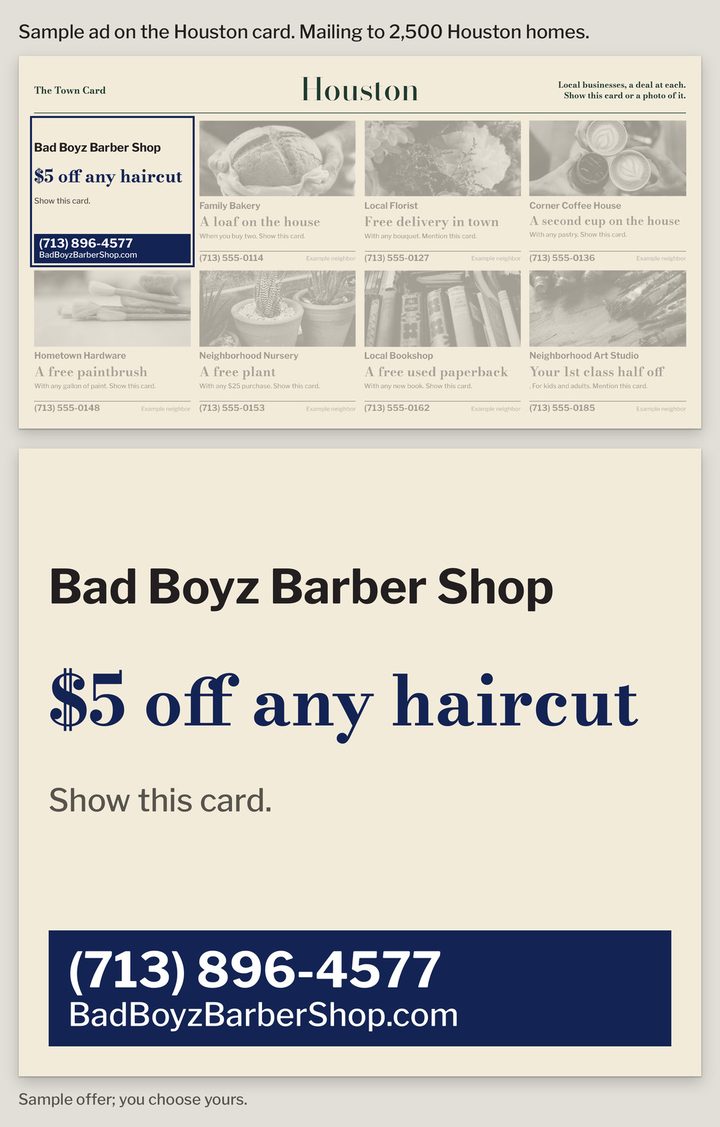 Sample ad on the Houston card. Mailing to 2,500 Houston homes.
The Town Card
Houston
Local businesses, a deal at each.
Show this card or a photo of it.
Bad Boyz Barber Shop
$5 off any haircut
Show this card.
(713) 896-4577
BadBoyzBarberShop.com
Family Bakery
A loaf on the house
When you buy two. Show this card.
(713) 555-0114
Example neighbor
Local Florist
Free delivery in town
With any bouquet. Mention this card.
(713) 555-0127
Example neighbor
Corner Coffee House
A second cup on the house
With any pastry. Show this card.
(713) 555-0136
Example neighbor
Hometown Hardware
A free paintbrush
With any gallon of paint. Show this card.
(713) 555-0148
Example neighbor
Neighborhood Nursery
A free plant
With any $25 purchase. Show this card.
(713) 555-0153
Example neighbor
Local Bookshop
A free used paperback
With any new book. Show this card.
(713) 555-0162
Example neighbor
Neighborhood Art Studio
Your 1st class half off
For kids and adults. Mention this card.
(713) 555-0185
Example neighbor
Bad Boyz Barber Shop
$5 off any haircut
Show this card.
(713) 896-4577
BadBoyzBarberShop.com
Sample offer; you choose yours.